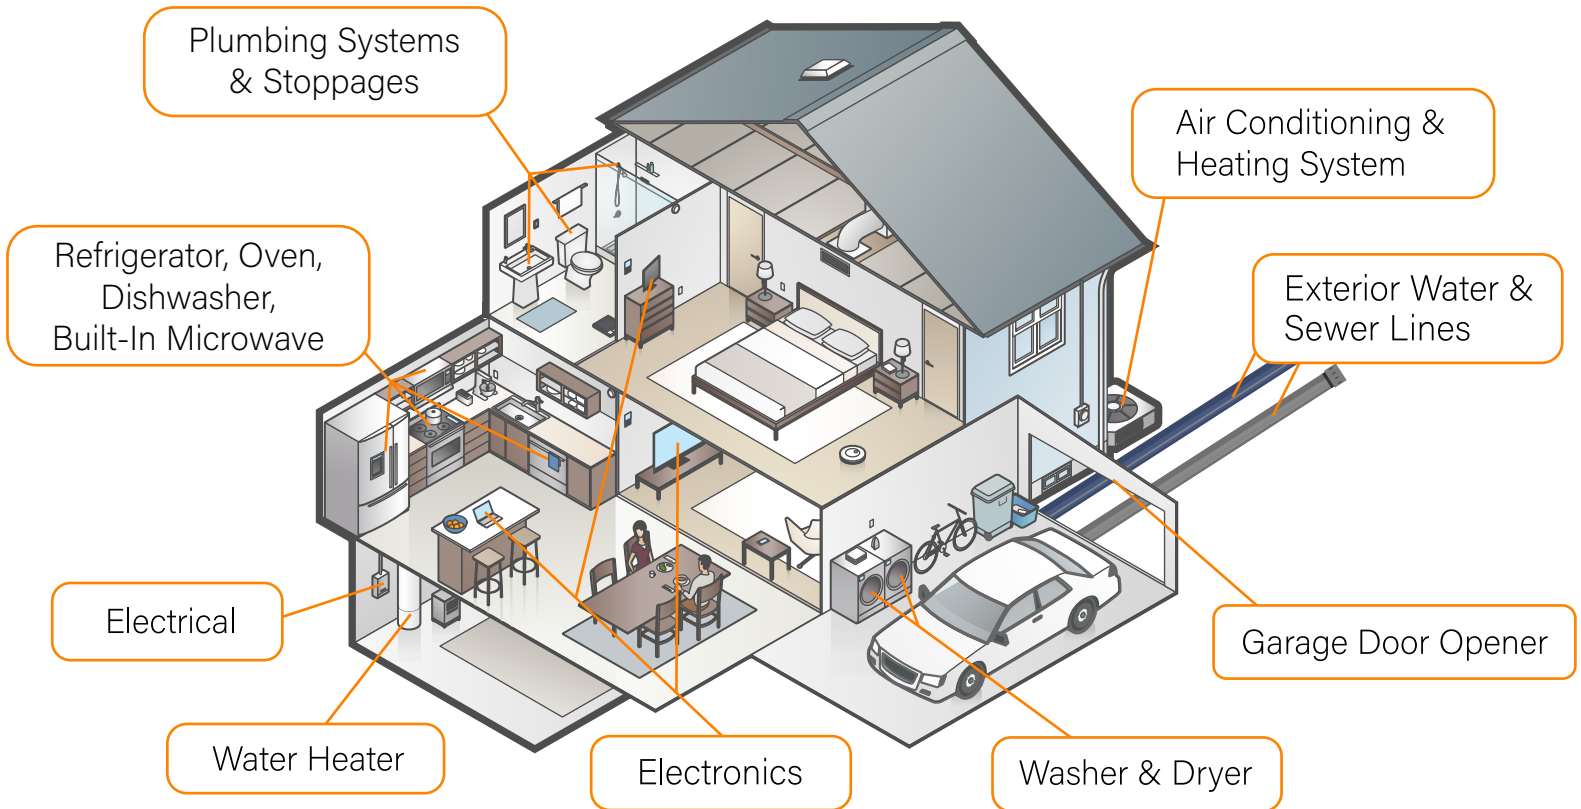 Plumbing Systems
& Stoppages
Air Conditioning &
Heating System
Refrigerator, Oven,
Dishwasher,
Built-In Microwave
Exterior Water &
Sewer Lines
Electrical
Garage Door Opener
Water Heater
Electronics
Washer & Dryer